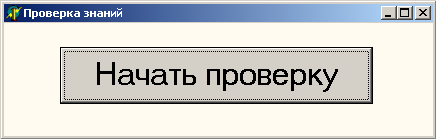 Проверка знаний
Начать проверку